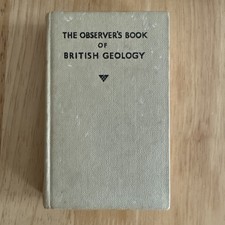 THE OBSERVER'S BOOK
OF
BRITISH GEOLOGY